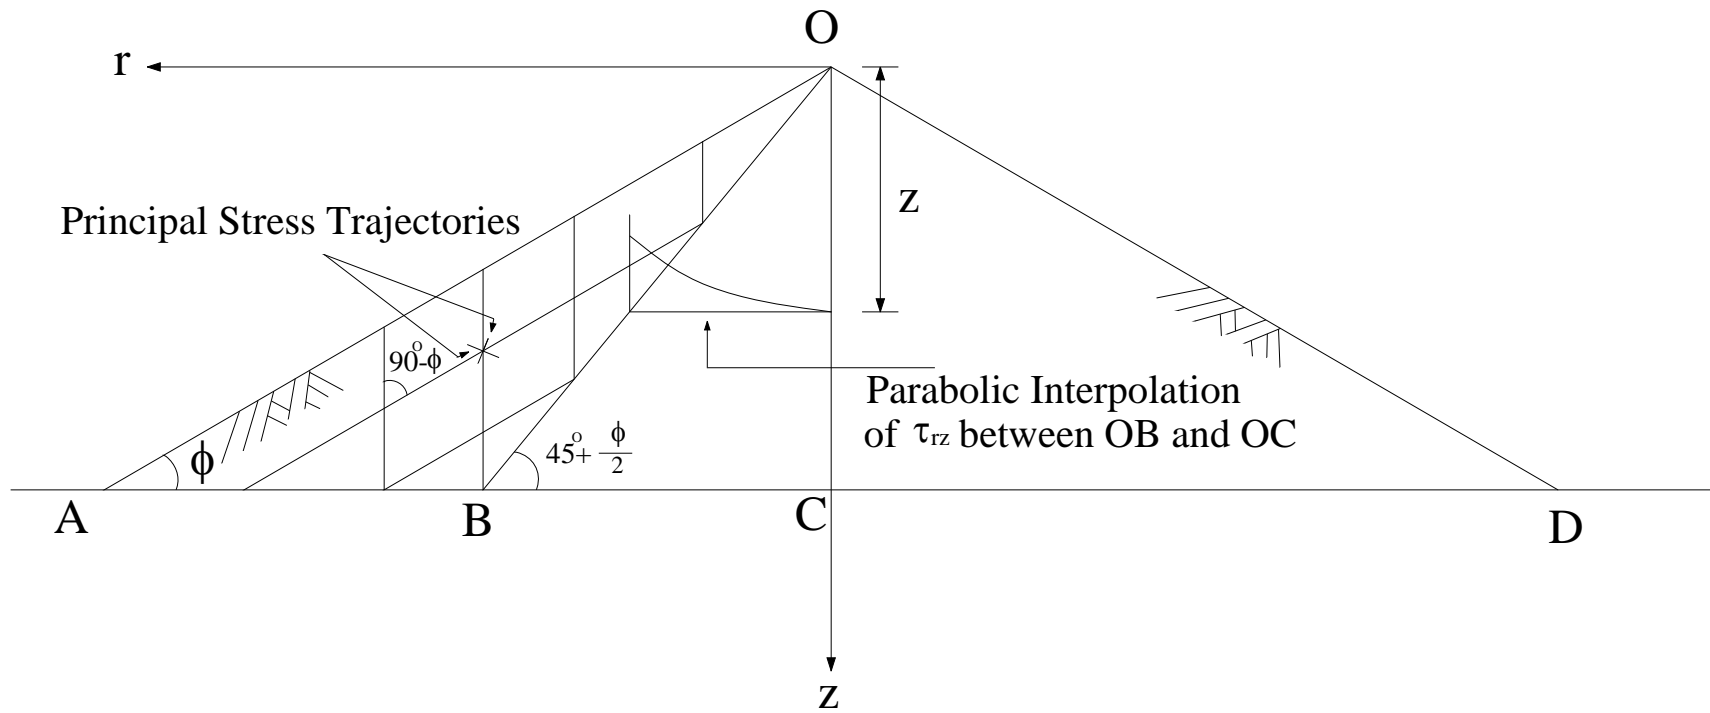 O
r
z
Principal Stress Trajectories
90°-ϕ
Parabolic Interpolation
of τrz between OB and OC
ϕ
45°+ ϕ/2
A
B
C
D
z